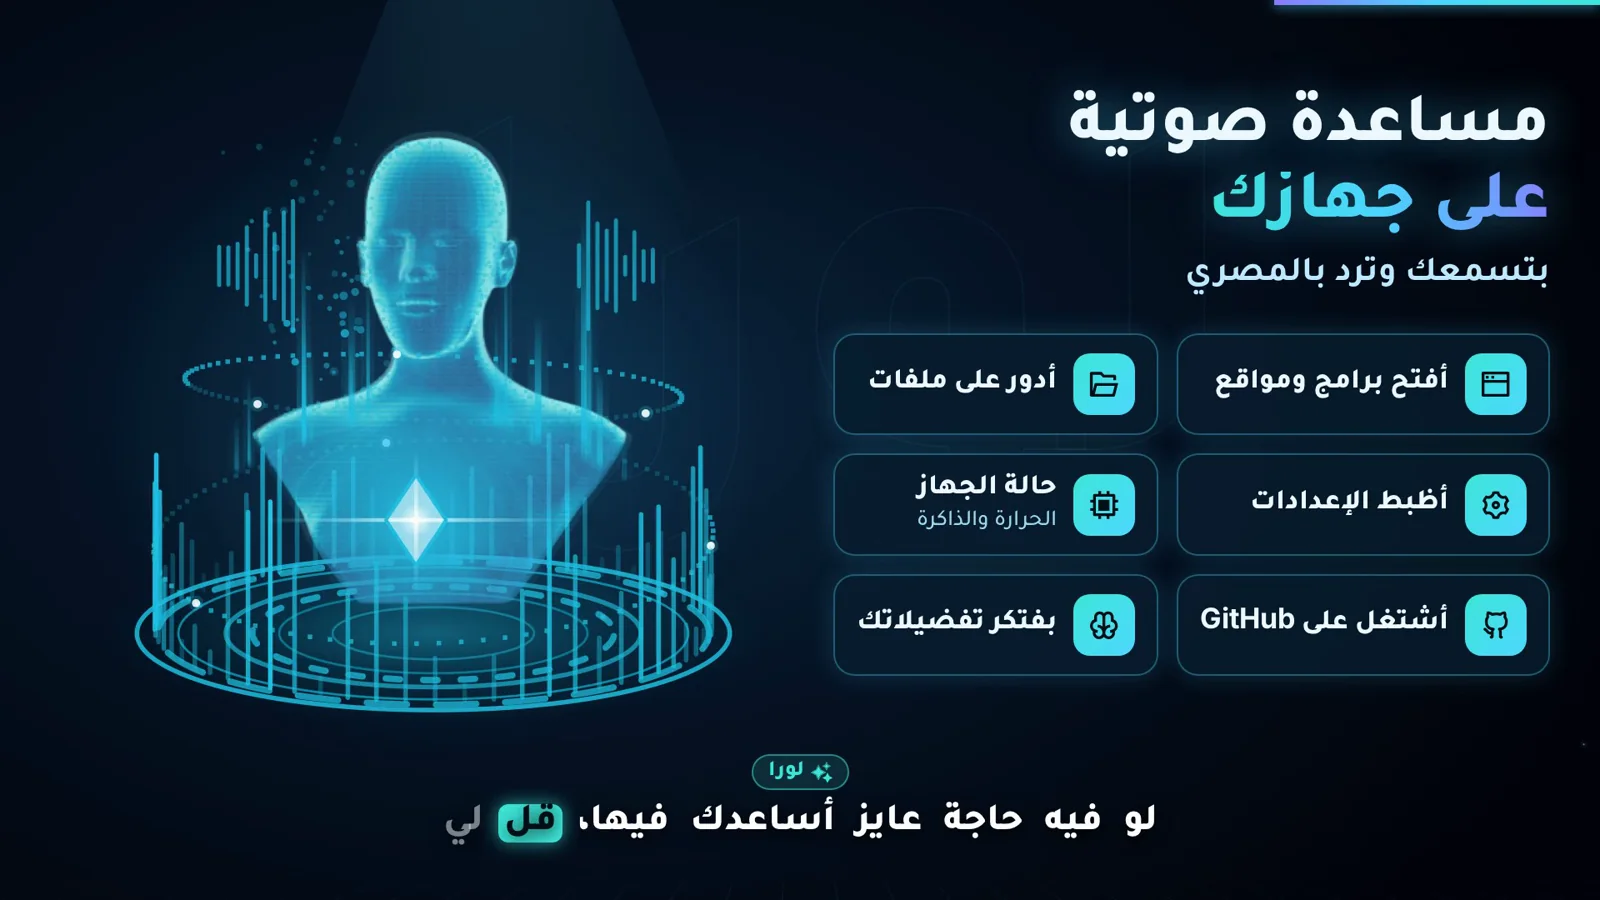 مساعدة صوتية
على جهازك
بتسمعك وترد بالمصري
أفتح برامج ومواقع
أدور على ملفات
أظبط الإعدادات
حالة الجهاز
الحرارة والذاكرة
أشتغل على GitHub
بفتكر تفضيلاتك
لورا
لو فيه حاجة عايز أساعدك فيها، قل لي